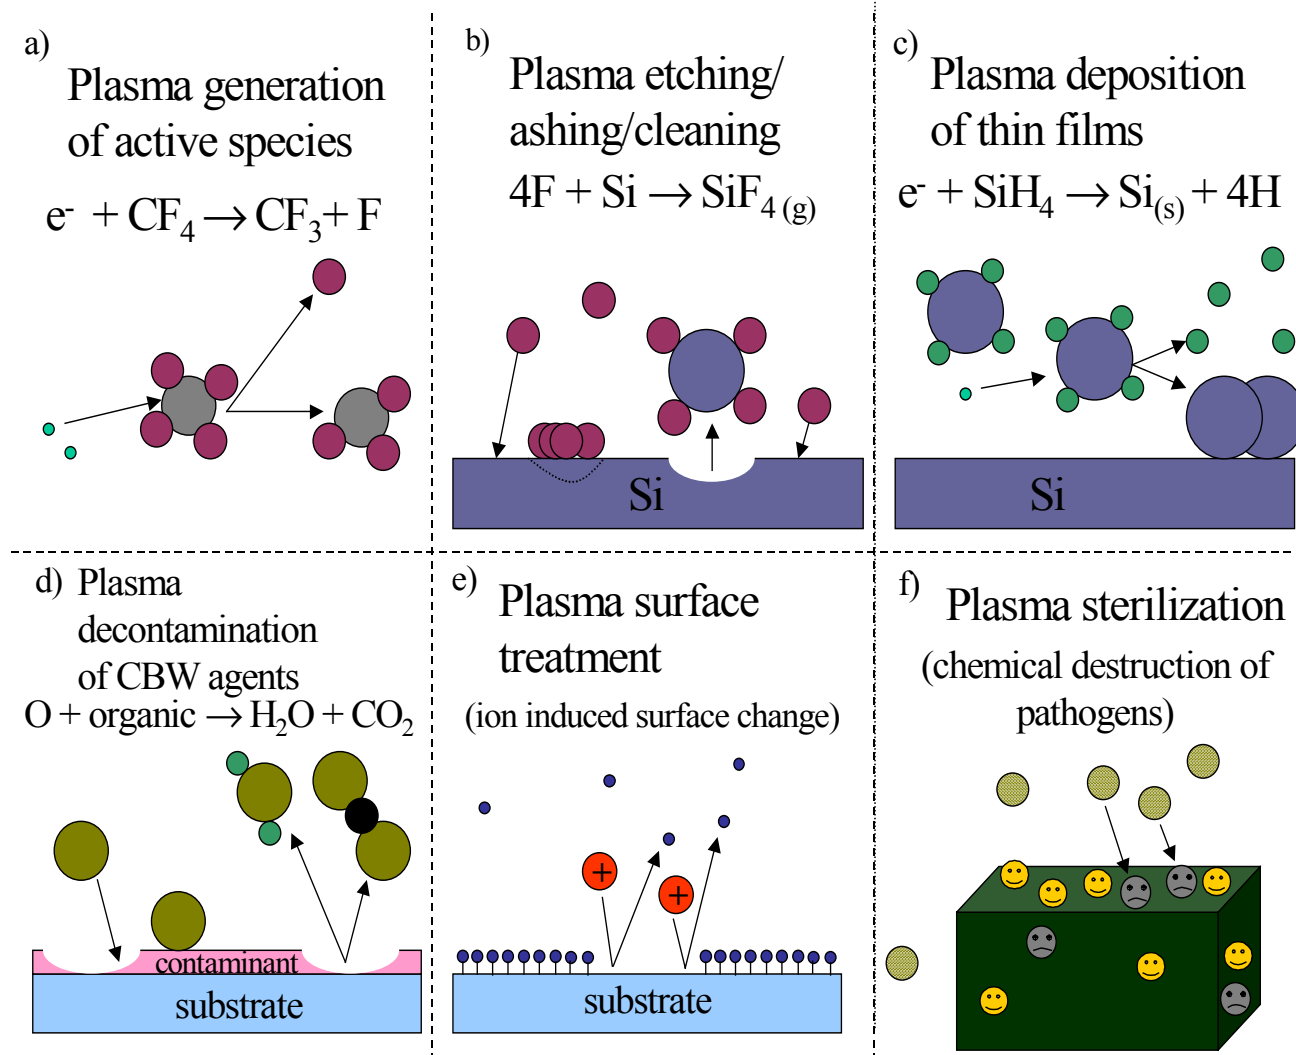 a)
Plasma generation
of active species
e⁻ + CF₄ → CF₃ + F
b)
Plasma etching/
ashing/cleaning
4F + Si → SiF₄ (g)
Si
c)
Plasma deposition
of thin films
e⁻ + SiH₄ → Si(s) + 4H
Si
d) Plasma
decontamination
of CBW agents
O + organic → H₂O + CO₂
contaminant
substrate
e)
Plasma surface
treatment
(ion induced surface change)
+
+
substrate
f)
Plasma sterilization
(chemical destruction of
pathogens)